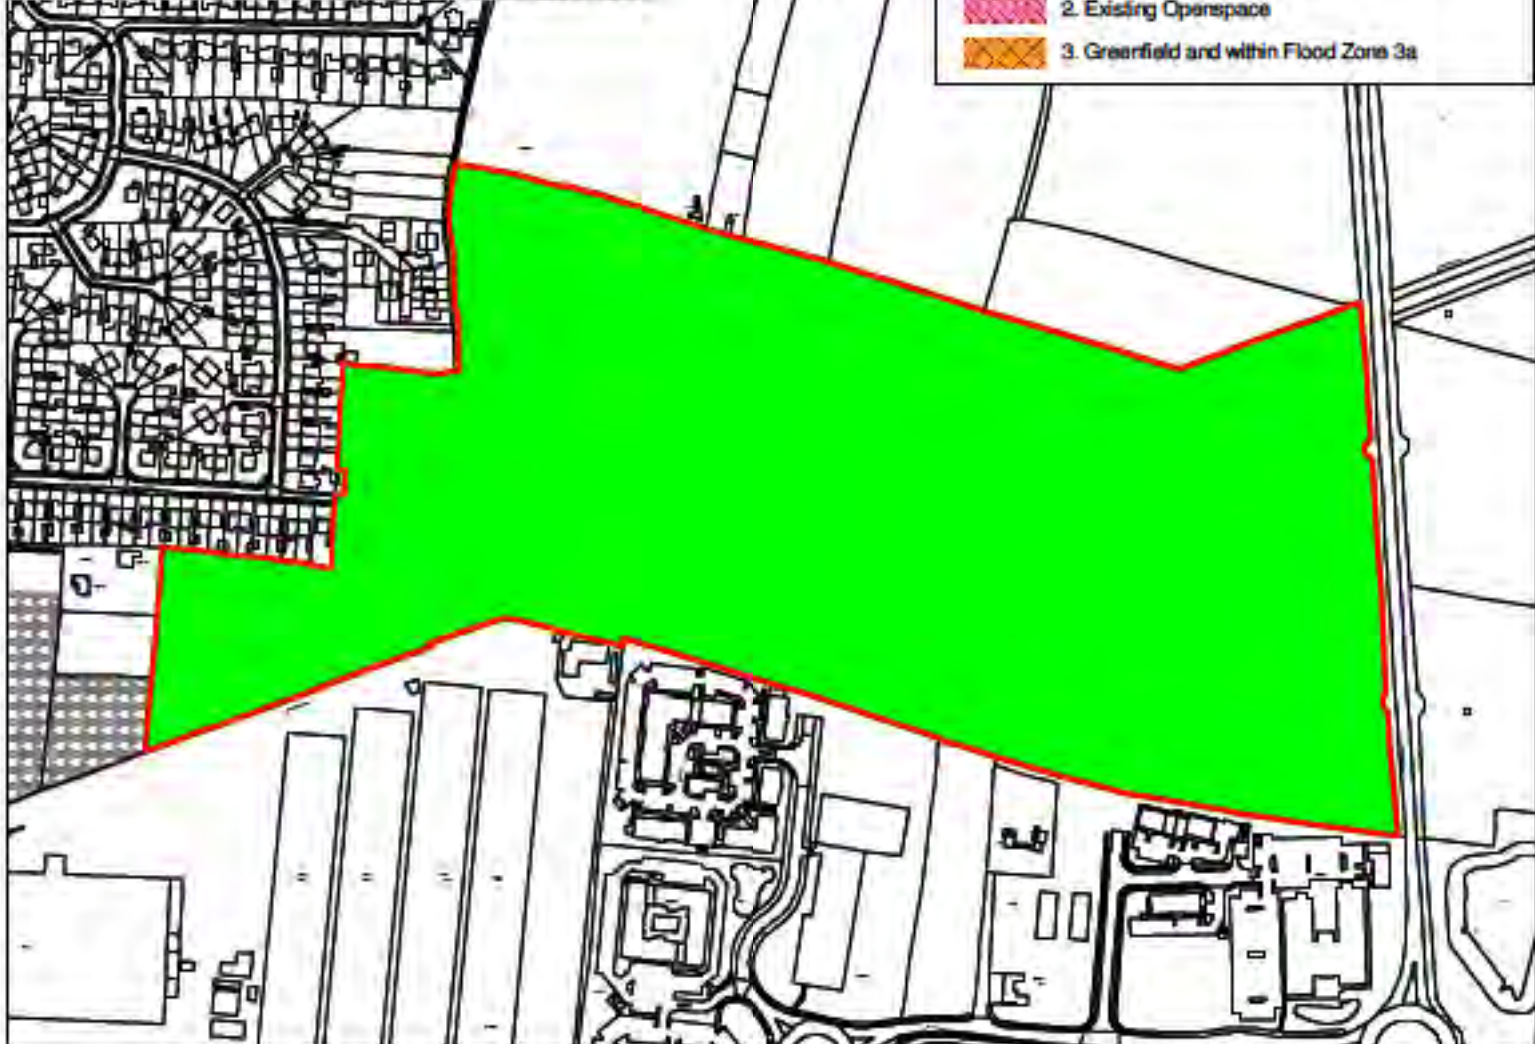 2. Existing Openspace
3. Greenfield and within Flood Zone 3a